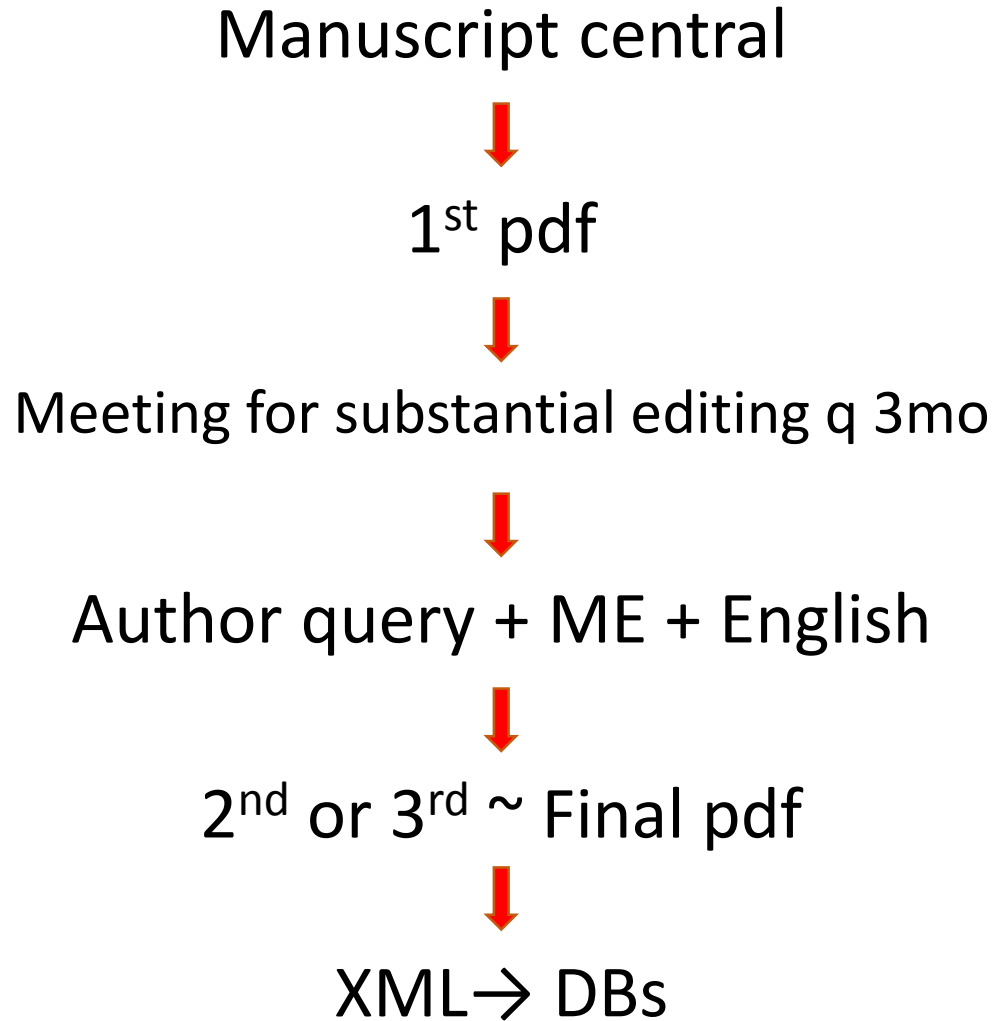 Manuscript central
1st pdf
Meeting for substantial editing q 3mo
Author query + ME + English
2nd or 3rd ~ Final pdf
XML→ DBs